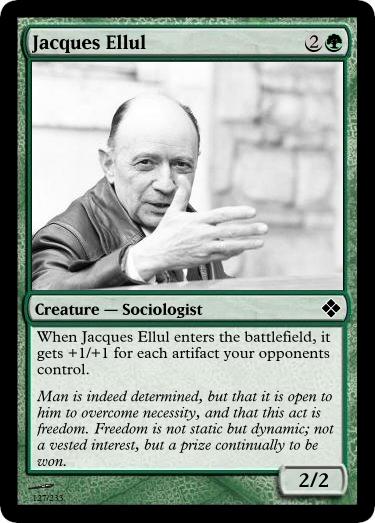 Jacques Ellul 2
Creature — Sociologist
When Jacques Ellul enters the battlefield, it
gets +1/+1 for each artifact your opponents
control.
Man is indeed determined, but that it is open to
him to overcome necessity, and that this act is
freedom. Freedom is not static but dynamic; not
a vested interest, but a prize continually to be
won.
2/2
127/235